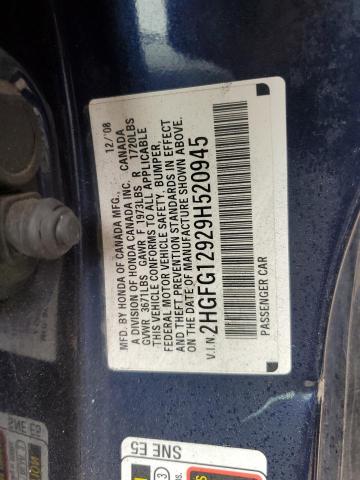 MFD. BY HONDA OF CANADA MFG., 12/'08
A DIVISION OF HONDA CANADA INC. CANADA
GVWR 3671LBS GAWR F 1973LBS R 1720LBS
THIS VEHICLE CONFORMS TO ALL APPLICABLE
FEDERAL MOTOR VEHICLE SAFETY, BUMPER,
AND THEFT PREVENTION STANDARDS IN EFFECT
ON THE DATE OF MANUFACTURE SHOWN ABOVE.
V.I.N. 2HGFG12929H520945
PASSENGER CAR
SNE E5
SNE E3